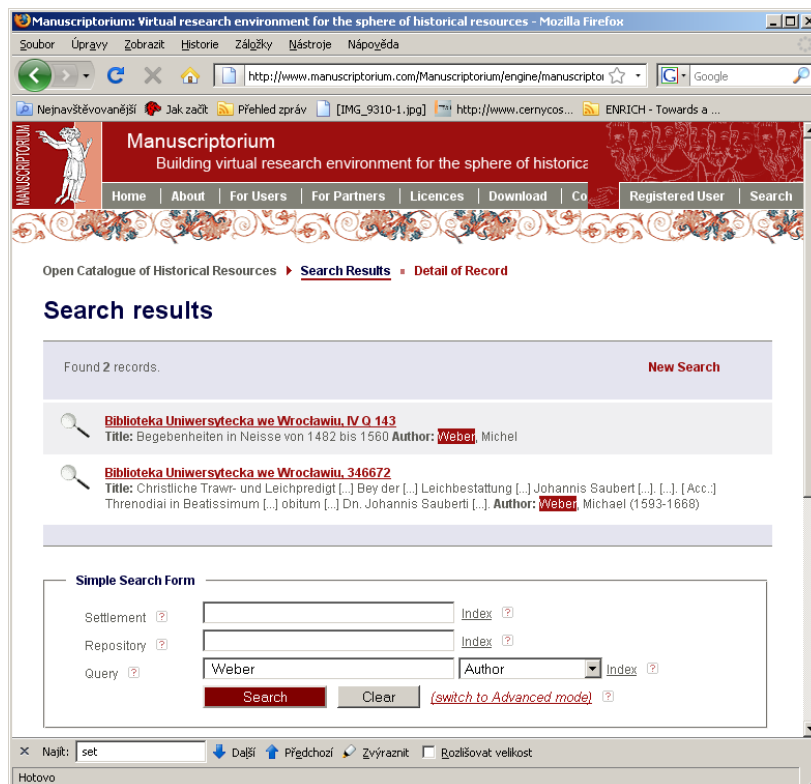 Manuscriptorium: Virtual research environment for the sphere of historical resources - Mozilla Firefox
Soubor Úpravy Zobrazit Historie Záložky Nástroje Nápověda
http://www.manuscriptorium.com/Manuscriptorium/engine/manuscriptor
Google
Nejnavštěvovanější Jak začít Přehled zpráv [IMG_9310-1.jpg] http://www.cernycos... ENRICH - Towards a ...
MANUSCRIPTORIUM
Manuscriptorium
Building virtual research environment for the sphere of historica
Home | About | For Users | For Partners | Licences | Download | Co Registered User | Search
Open Catalogue of Historical Resources Search Results Detail of Record
Search results
Found 2 records. New Search
Biblioteka Uniwersytecka we Wrocławiu, IV Q 143
Title: Begebenheiten in Neisse von 1482 bis 1560 Author: Weber, Michel
Biblioteka Uniwersytecka we Wrocławiu, 346672
Title: Christliche Trawr- und Leichpredigt [...] Bey der [...] Leichbestattung [...] Johannis Saubert [...]. [...]. [ Acc.:]
Threnodiai in Beatissimum [...] obitum [...] Dn. Johannis Sauberti [...]. Author: Weber, Michael (1593-1668)
Simple Search Form
Settlement ? Index ?
Repository ? Index ?
Query ? Weber Author Index ?
Search Clear (switch to Advanced mode) ?
Najít: set Další Předchozí Zvýraznit Rozlišovat velikost
Hotovo